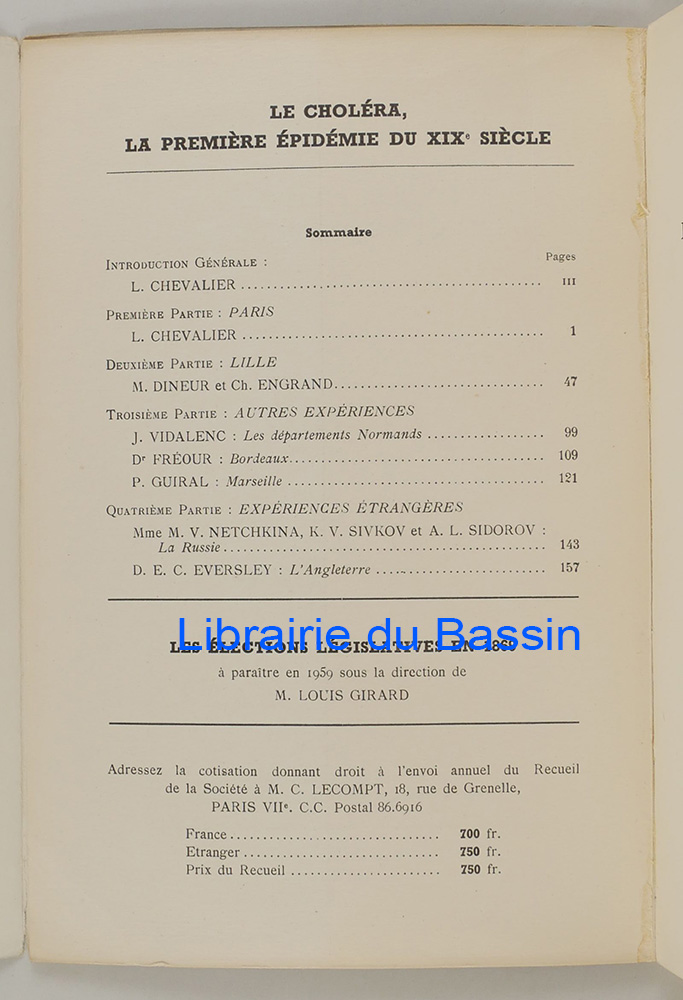 LE CHOLÉRA,
LA PREMIÈRE ÉPIDÉMIE DU XIXe SIÈCLE
Sommaire
Pages
INTRODUCTION GÉNÉRALE :
L. CHEVALIER ........................................ III
PREMIÈRE PARTIE : PARIS
L. CHEVALIER ........................................ 1
DEUXIÈME PARTIE : LILLE
M. DINEUR et Ch. ENGRAND............................ 47
TROISIÈME PARTIE : AUTRES EXPÉRIENCES
J. VIDALENC : Les départements Normands .................. 99
Dr FRÉOUR : Bordeaux.................................... 109
P. GUIRAL : Marseille .................................... 121
QUATRIÈME PARTIE : EXPÉRIENCES ÉTRANGÈRES
Mme M. V. NETCHKINA, K. V. SIVKOV et A. L. SIDOROV :
La Russie................................................ 143
D. E. C. EVERSLEY : L'Angleterre .......................... 157
Librairie du Bassin
LES ÉLECTIONS LÉGISLATIVES EN
à paraître en 1959 sous la direction de
M. LOUIS GIRARD
Adressez la cotisation donnant droit à l'envoi annuel du Recueil
de la Société à M. C. LECOMPT, 18, rue de Grenelle,
PARIS VIIe. C.C. Postal 86.6916
France................................ 700 fr.
Etranger.............................. 750 fr.
Prix du Recueil ....................... 750 fr.